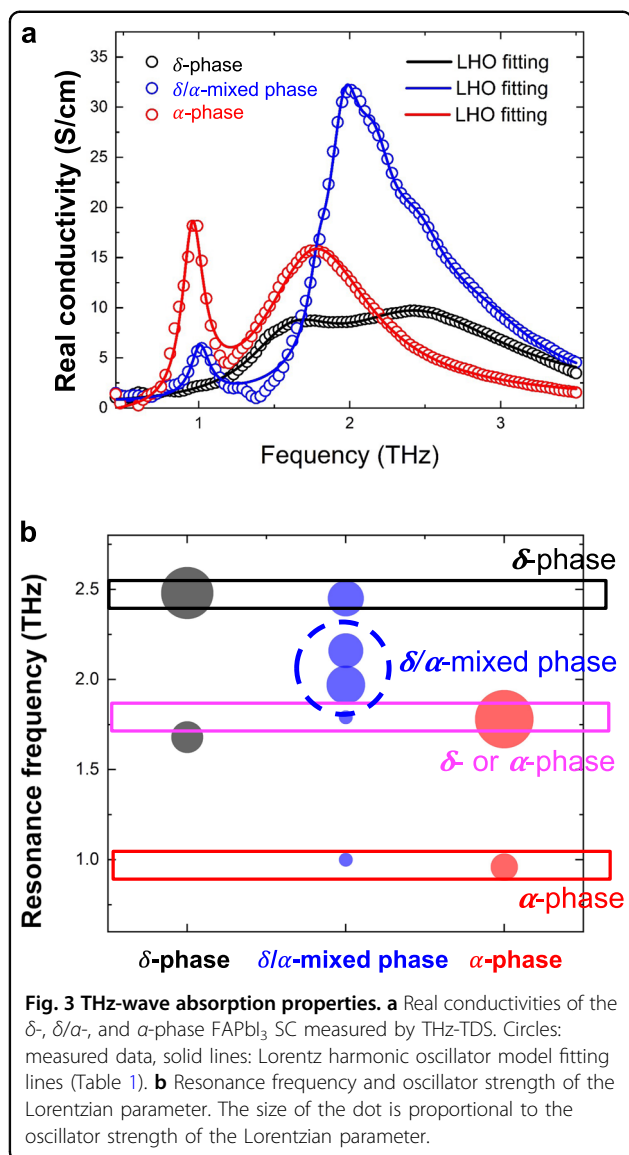 a
Real conductivity (S/cm)
35
30
25
20
15
10
5
0
δ-phase
δ/α-mixed phase
α-phase
LHO fitting
LHO fitting
LHO fitting
1
2
3
Fequency (THz)
b
Resonance frequency (THz)
2.5
2.0
1.5
1.0
δ-phase
δ/α-mixed phase
δ- or α-phase
α-phase
δ-phase
δ/α-mixed phase
α-phase
Fig. 3 THz-wave absorption properties. a Real conductivities of the
δ-, δ/α-, and α-phase FAPbI₃ SC measured by THz-TDS. Circles:
measured data, solid lines: Lorentz harmonic oscillator model fitting
lines (Table 1). b Resonance frequency and oscillator strength of the
Lorentzian parameter. The size of the dot is proportional to the
oscillator strength of the Lorentzian parameter.